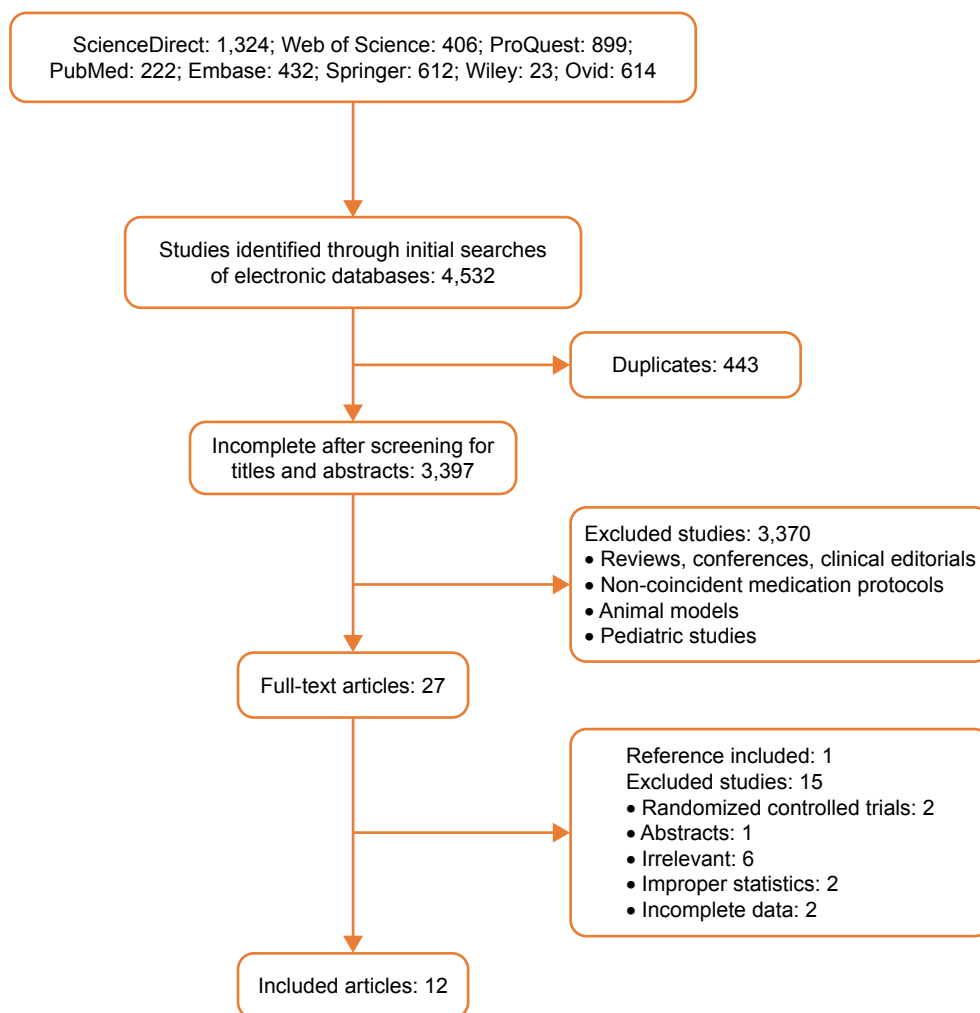 ScienceDirect: 1,324; Web of Science: 406; ProQuest: 899;
PubMed: 222; Embase: 432; Springer: 612; Wiley: 23; Ovid: 614
Studies identified through initial searches
of electronic databases: 4,532
Duplicates: 443
Incomplete after screening for
titles and abstracts: 3,397
Excluded studies: 3,370
• Reviews, conferences, clinical editorials
• Non-coincident medication protocols
• Animal models
• Pediatric studies
Full-text articles: 27
Reference included: 1
Excluded studies: 15
• Randomized controlled trials: 2
• Abstracts: 1
• Irrelevant: 6
• Improper statistics: 2
• Incomplete data: 2
Included articles: 12